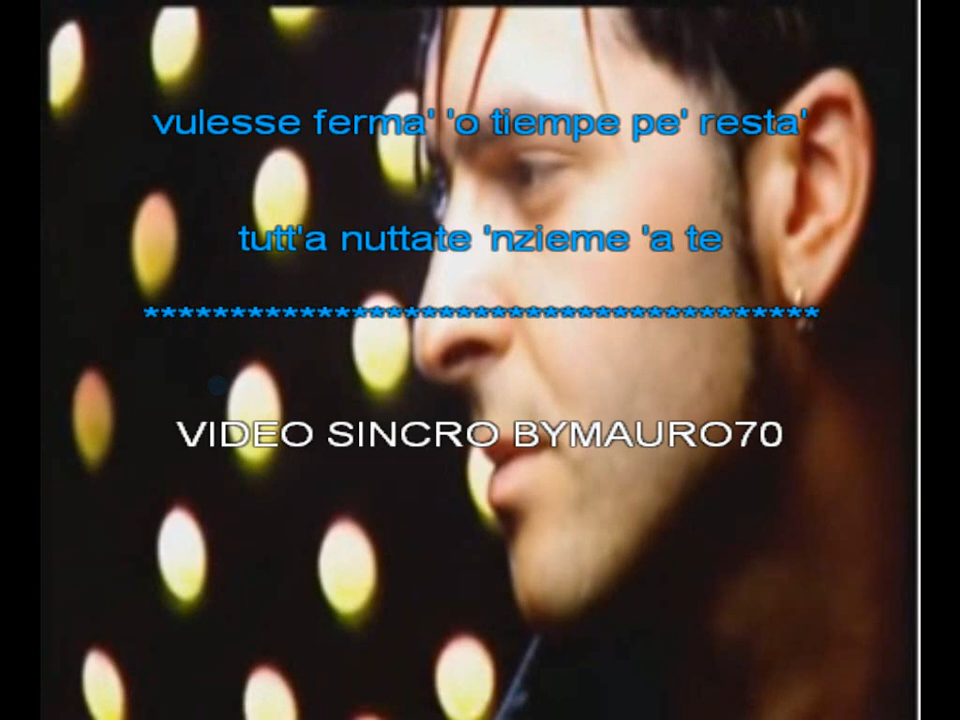 vulesse ferma' 'o tiempe pe' resta'
tutt'a nuttate 'nzieme 'a te
***************************************
VIDEO SINCRO BYMAURO70